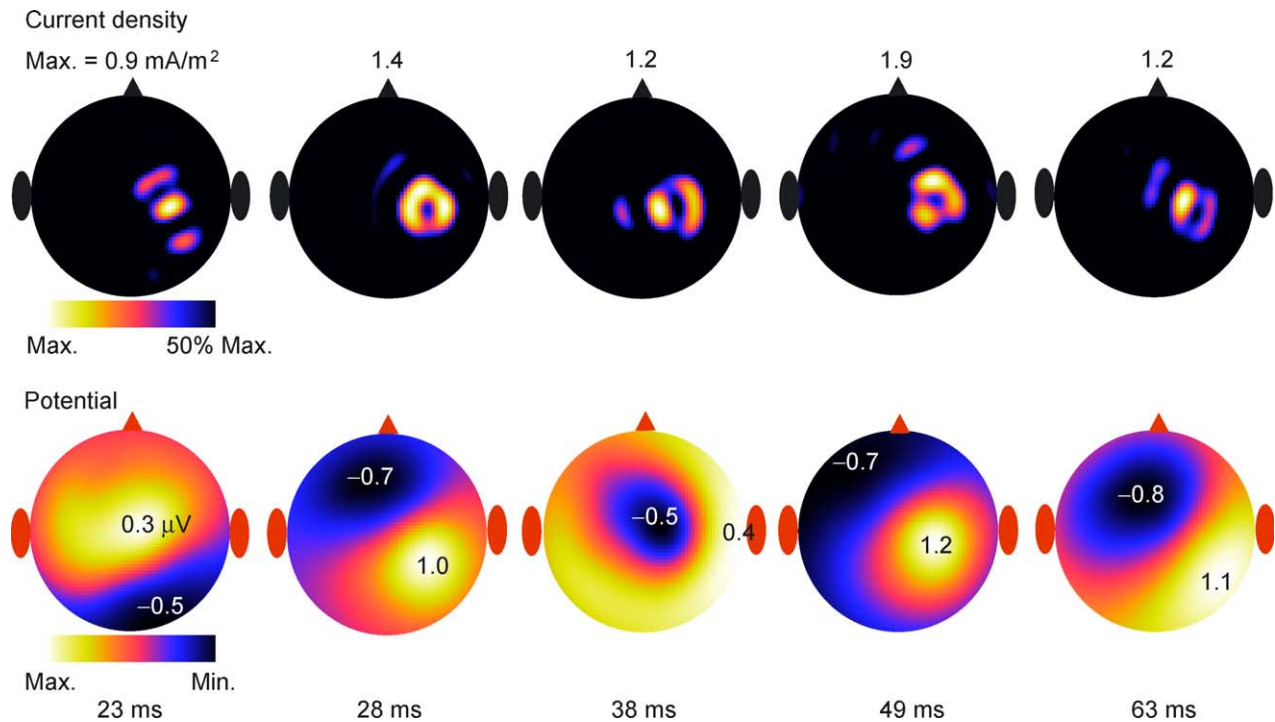 Current density
Max. = 0.9 mA/m² 1.4 1.2 1.9 1.2
Max. 50% Max.
Potential
−0.7 −0.7
−0.8
0.3 μV −0.5 0.4
1.0 1.2
−0.5 1.1
Max. Min.
23 ms 28 ms 38 ms 49 ms 63 ms